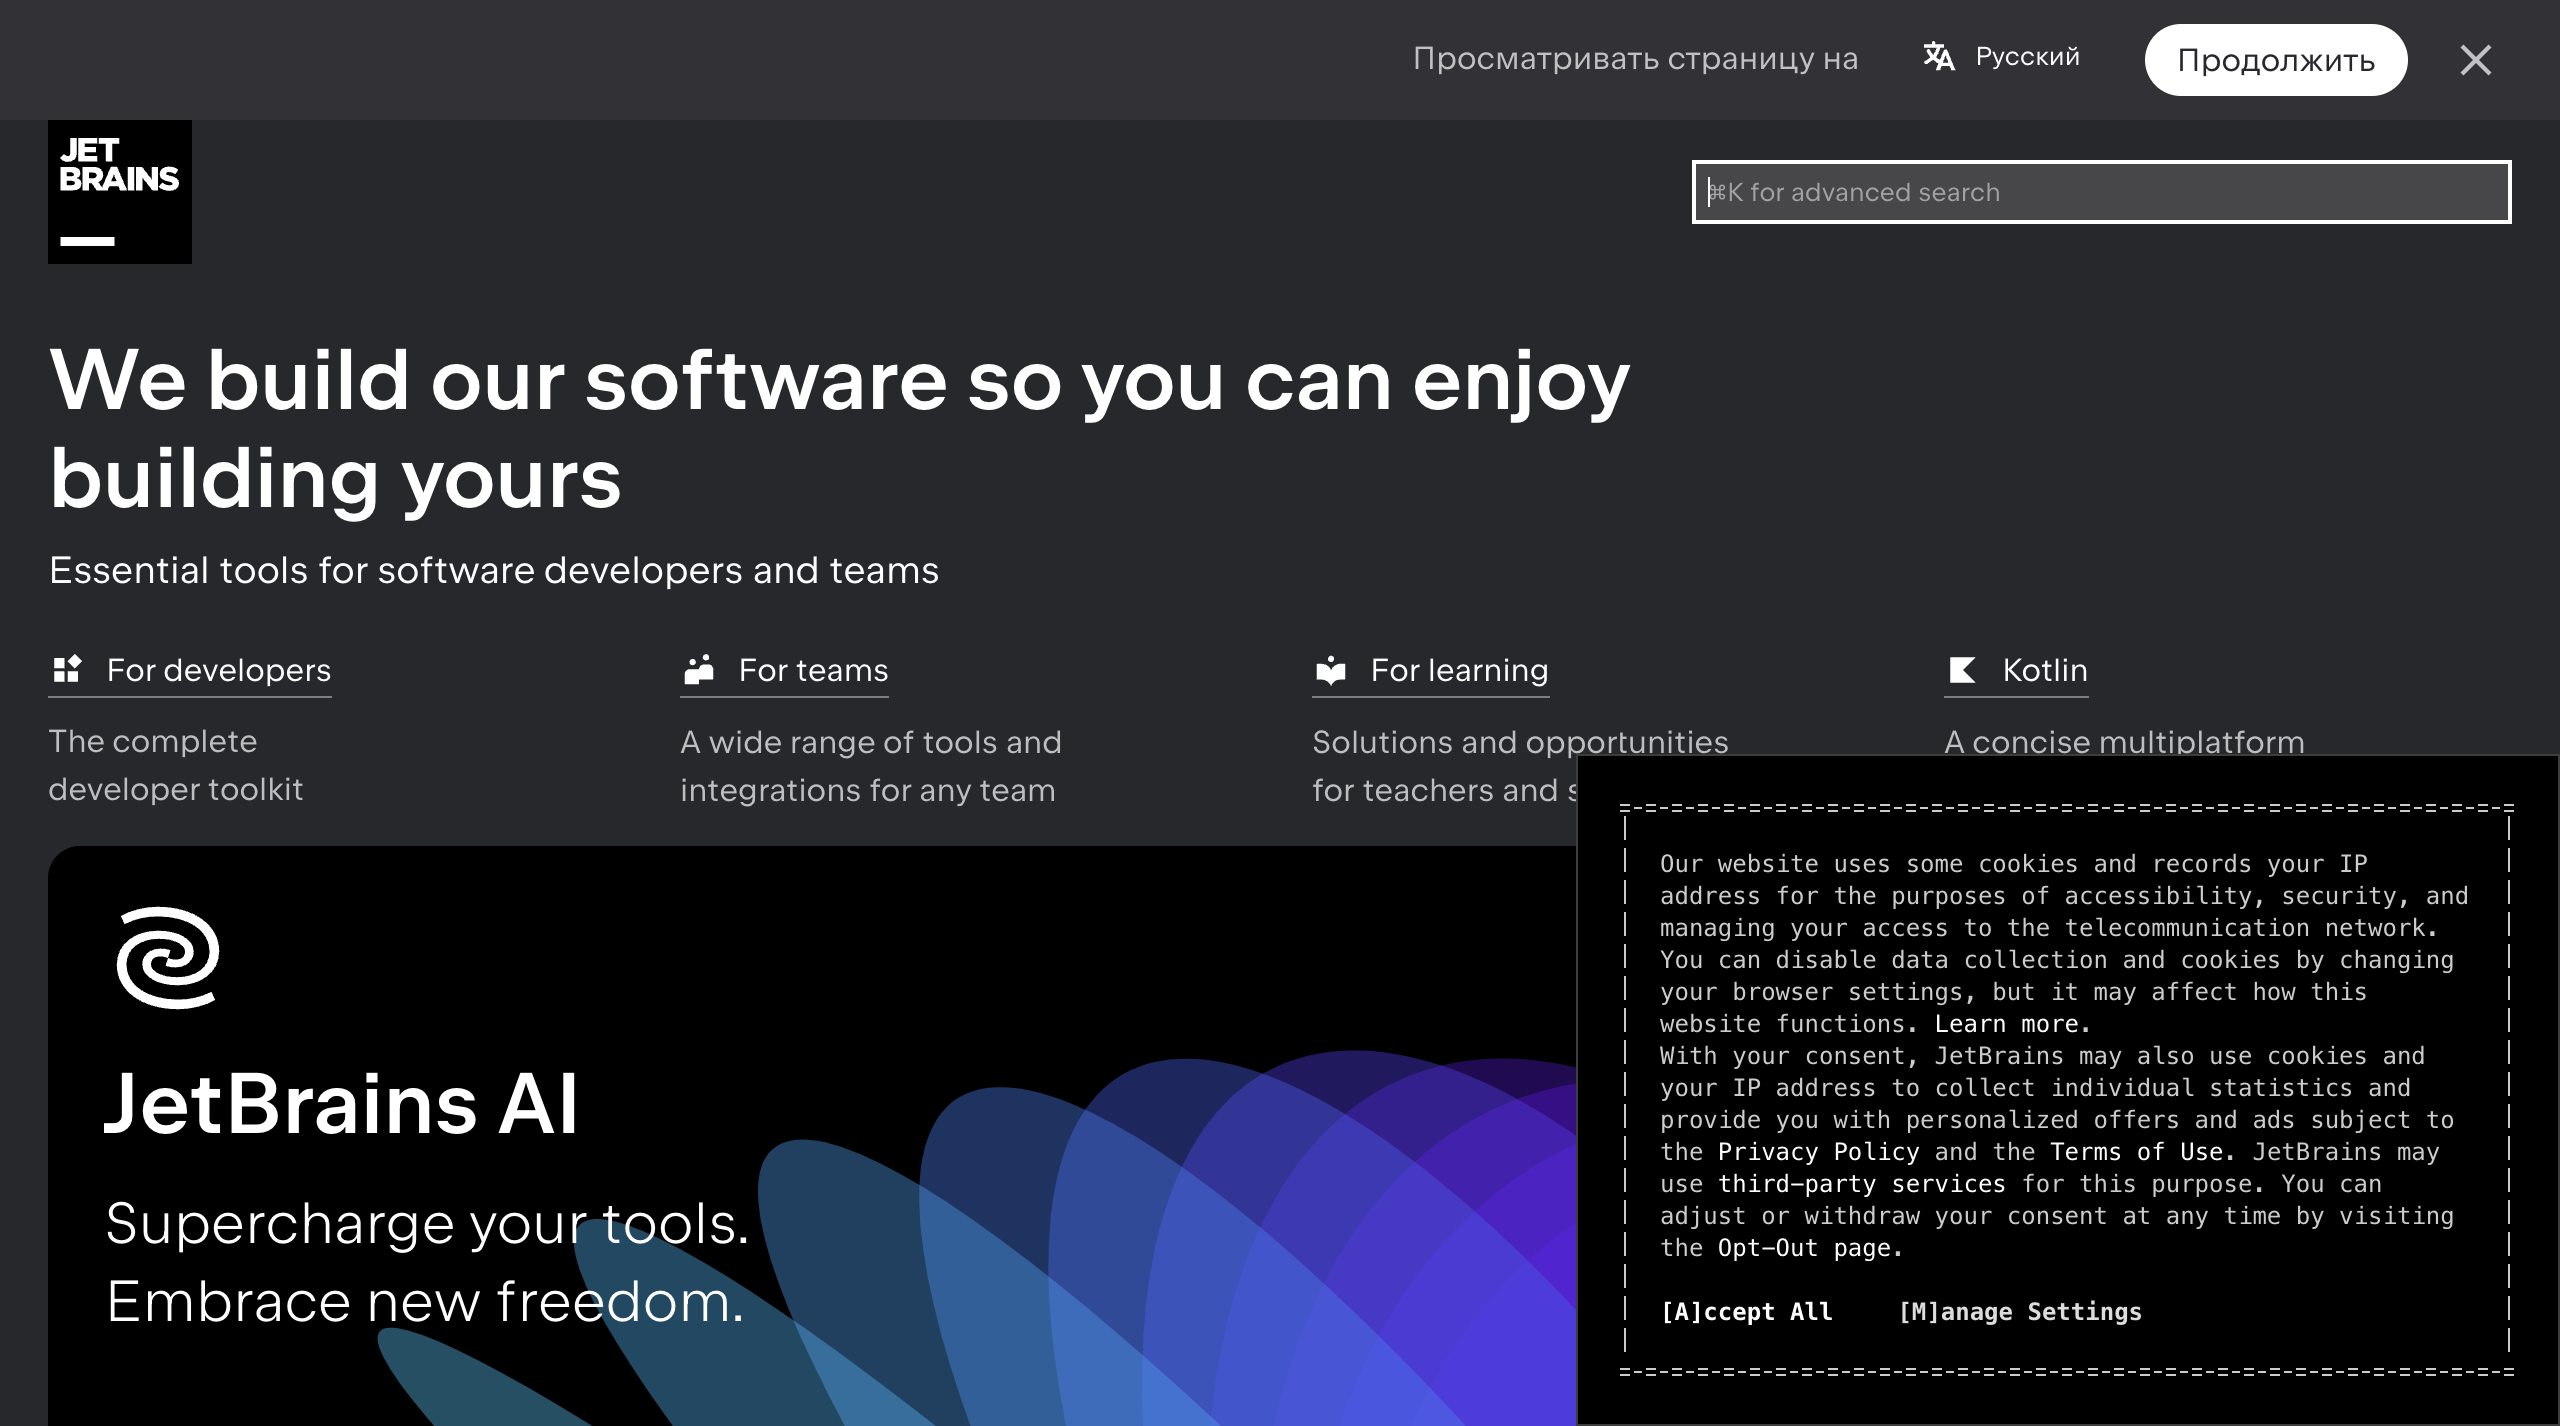 Просматривать страницу на
Русский
Продолжить
JET
BRAINS
⌘K for advanced search
We build our software so you can enjoy
building yours
Essential tools for software developers and teams
For developers
The complete
developer toolkit
For teams
A wide range of tools and
integrations for any team
For learning
Solutions and opportunities
for teachers and s
Kotlin
A concise multiplatform
JetBrains AI
Supercharge your tools.
Embrace new freedom.
Our website uses some cookies and records your IP
address for the purposes of accessibility, security, and
managing your access to the telecommunication network.
You can disable data collection and cookies by changing
your browser settings, but it may affect how this
website functions. Learn more.
With your consent, JetBrains may also use cookies and
your IP address to collect individual statistics and
provide you with personalized offers and ads subject to
the Privacy Policy and the Terms of Use. JetBrains may
use third-party services for this purpose. You can
adjust or withdraw your consent at any time by visiting
the Opt-Out page.
[A]ccept All [M]anage Settings